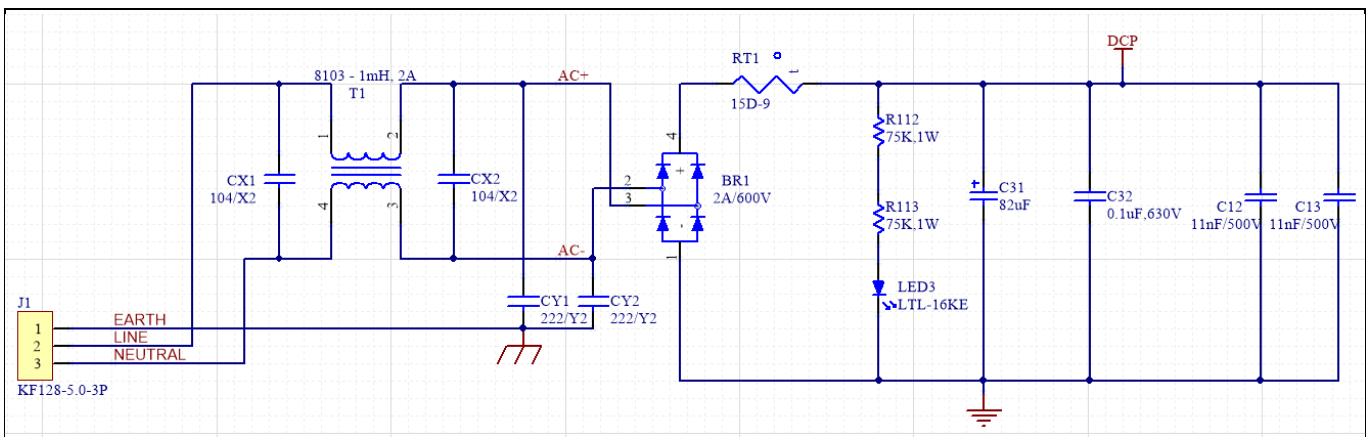 DCP
RT1
t
15D-9
8103 - 1mH, 2A
T1
AC+
1
2
4
3
CX1
104/X2
CX2
104/X2
AC-
4
2
3
1
+
-
BR1
2A/600V
R112
75K,1W
R113
75K,1W
LED3
LTL-16KE
+
C31
82uF
C32
0.1uF,630V
C12
11nF/500V
C13
11nF/500V
CY1
222/Y2
CY2
222/Y2
J1
1
2
3
EARTH
LINE
NEUTRAL
KF128-5.0-3P